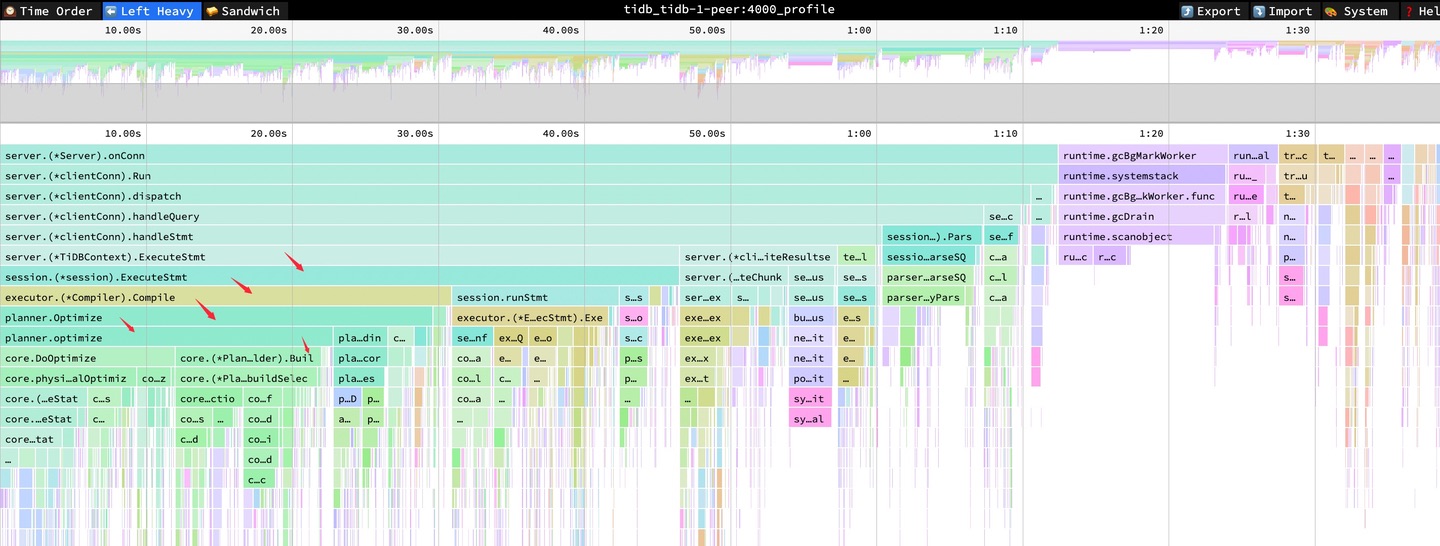 Time Order Left Heavy Sandwich tidb_tidb-1-peer:4000_profile Export Import System ? Hel
10.00s 20.00s 30.00s 40.00s 50.00s 1:00 1:10 1:20 1:30
10.00s 20.00s 30.00s 40.00s 50.00s 1:00 1:10 1:20 1:30
server.(*Server).onConn runtime.gcBgMarkWorker run…al tr…c t… … … …
server.(*clientConn).Run runtime.systemstack ru…_ tr…u …
server.(*clientConn).dispatch … runtime.gcBg…kWorker.func ru…e t…
server.(*clientConn).handleQuery se…c … runtime.gcDrain r…l n…
server.(*clientConn).handleStmt session…).Pars se…f runtime.scanobject n…
server.(*TiDBContext).ExecuteStmt server.(*cli…iteResultse te…l sessio…arseSQ c…a ru…c r…c p…
session.(*session).ExecuteStmt server.(…teChunk se…us se…s parser…arseSQ c…l s…
executor.(*Compiler).Compile session.runStmt s…s ser…ex s… se…us se…s parser…yPars c…a s…
planner.Optimize executor.(*E…ecStmt).Exe s…o exe…ex bu…us e…s
planner.optimize pla…din c… se…nf ex…Q e…o s…c exe…ex ne…it e…
core.DoOptimize core.(*Plan…lder).Buil pla…cor co…a e… … p…s ex…x ne…it e…
core.physi…alOptimiz co…z core.(*Pla…buildSelec pla…es co…l c… … p… ex…t po…it …
core.(…eStat c…s core…ctio co…f p…D p… co…a … … … sy…it
core.…eStat c… co…s … co…d a… p… … sy…al
core…tat c…d co…i
… co…d
c…c